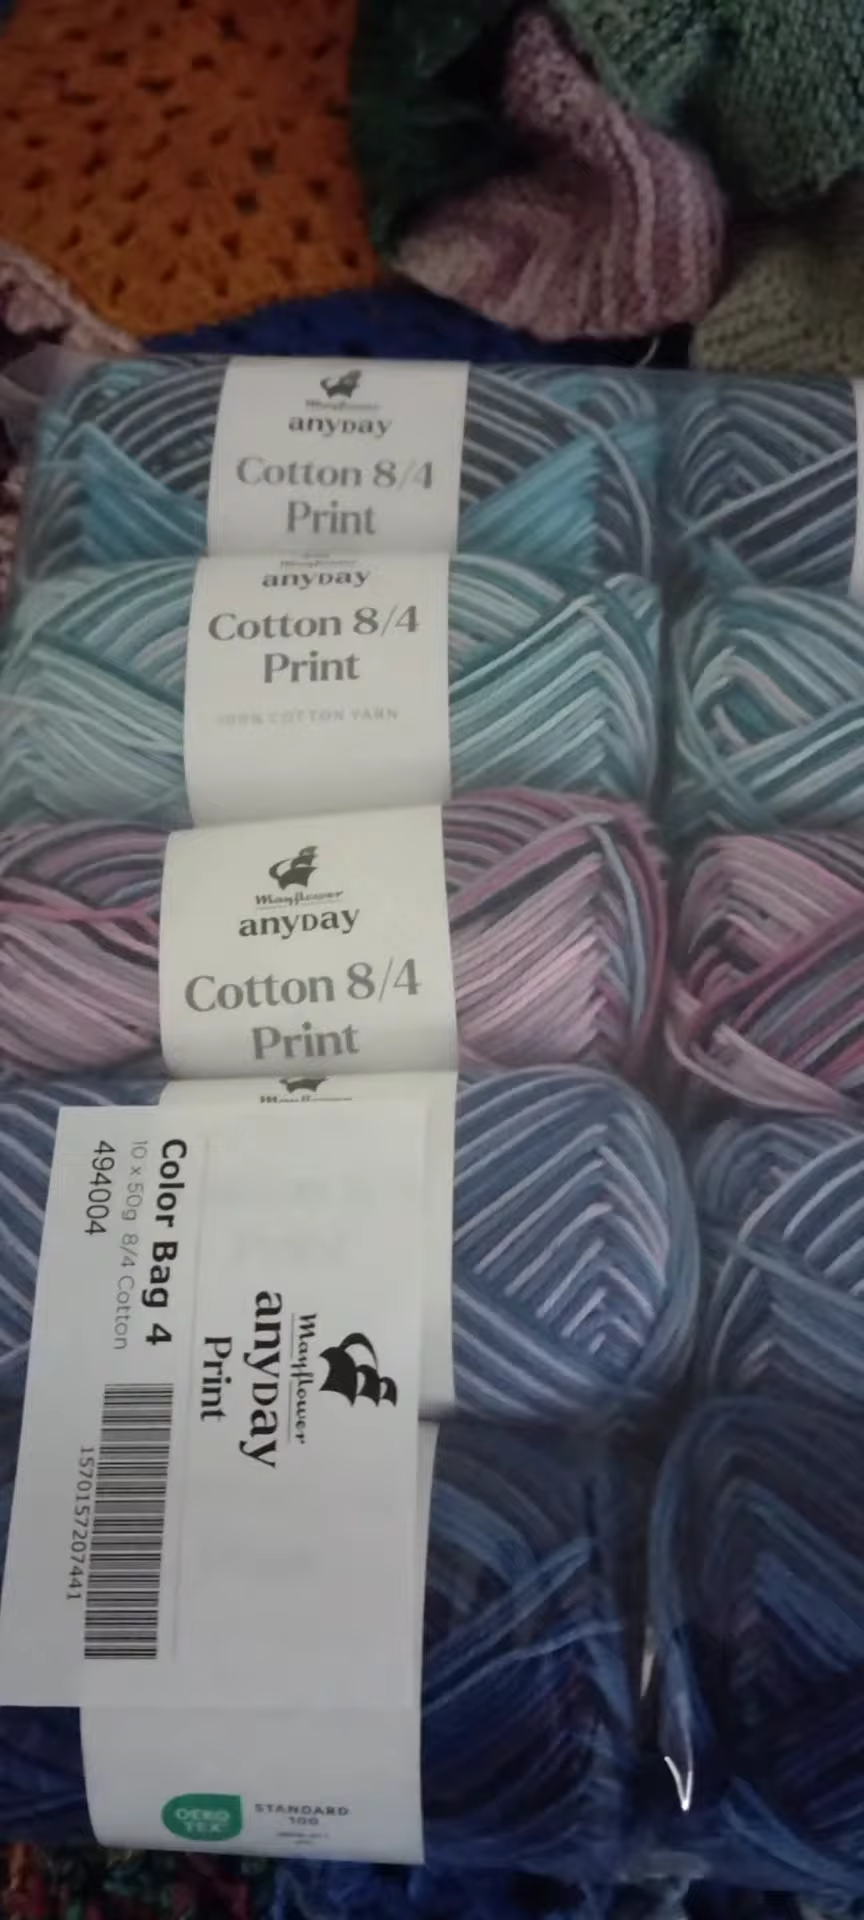 Mayflower
anyday
Cotton 8/4
Print
anyday
Cotton 8/4
Print
100% COTTON YARN
Mayflower
anyday
Cotton 8/4
Print
Mayflower
anyday
Print
Color Bag 4
10 x 50g 8/4 Cotton
494004
1570157207441
OEKO
TEX
STANDARD
100